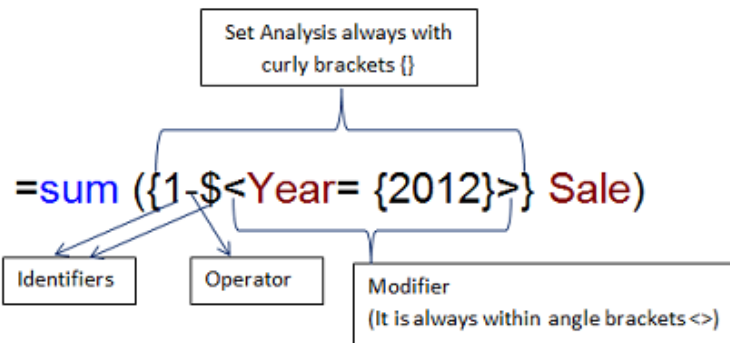 Set Analysis always with
curly brackets {}
=sum ({1-$<Year= {2012}>} Sale)
Identifiers
Operator
Modifier
(It is always within angle brackets <>)